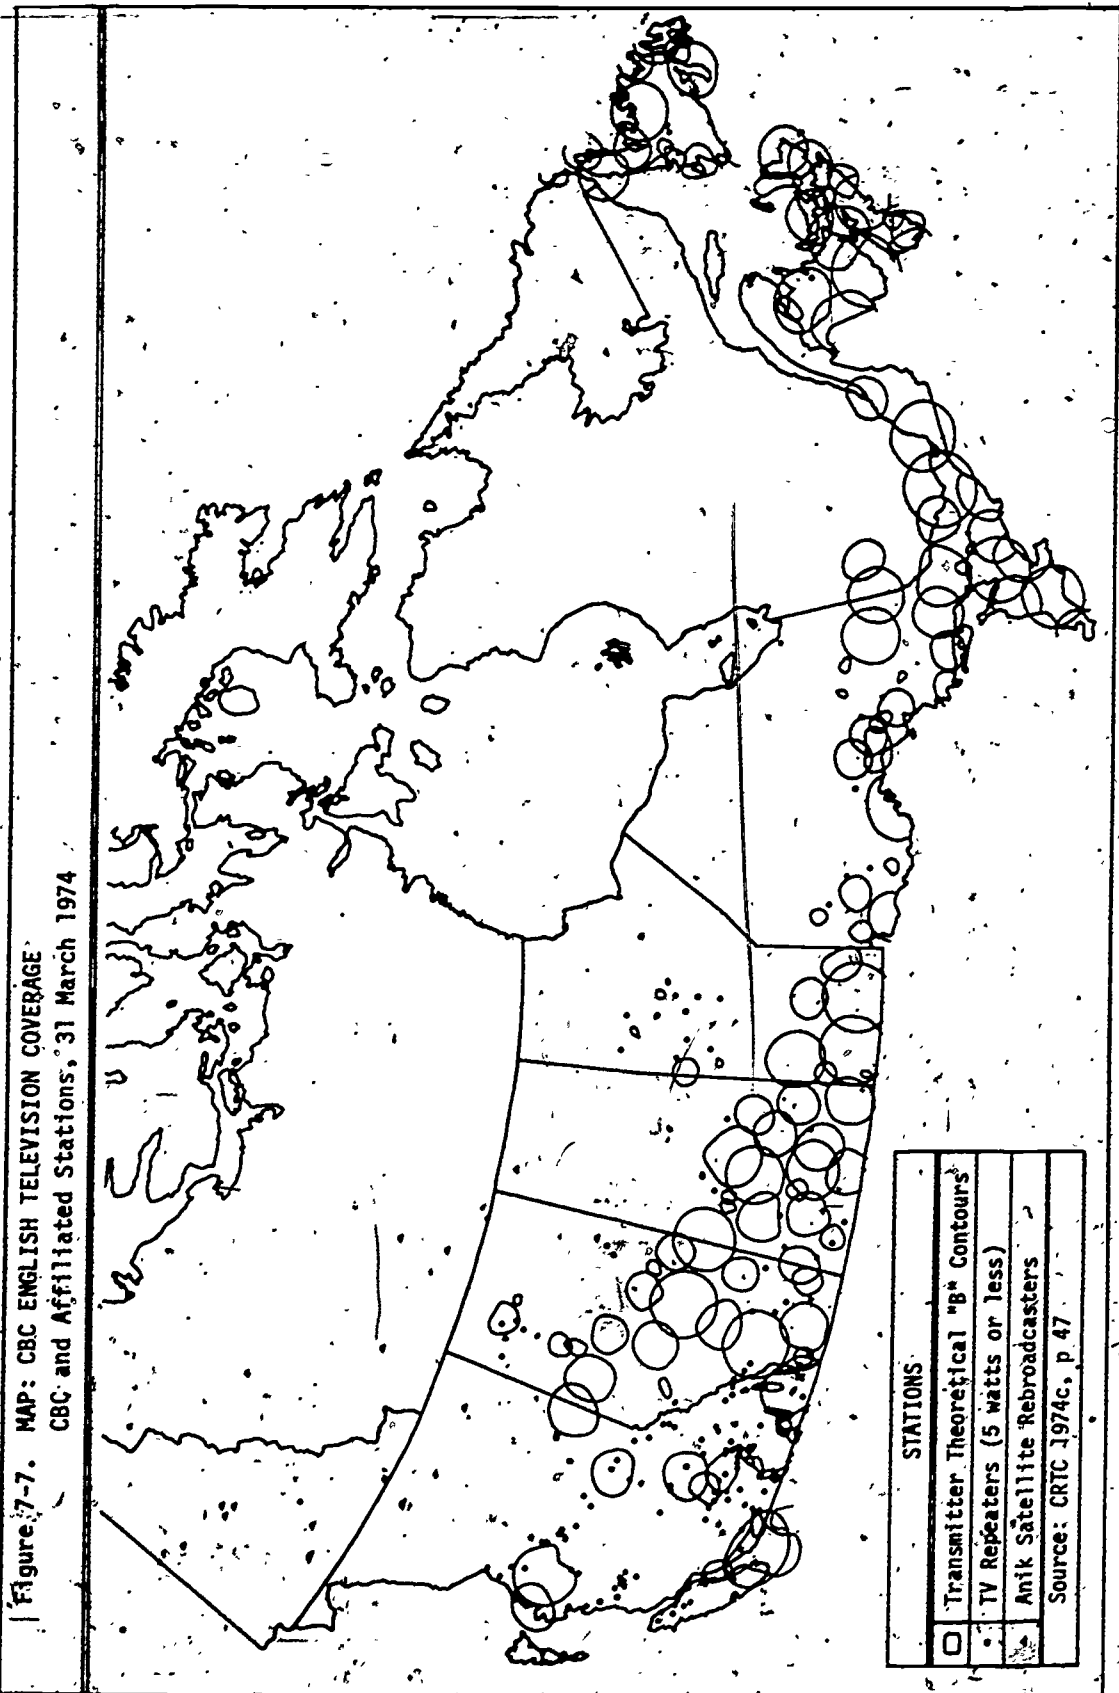 Figure 7-7. MAP: CBC ENGLISH TELEVISION COVERAGE
CBC and Affiliated Stations, 31 March 1974
STATIONS
Transmitter Theoretical "B" Contours
TV Repeaters (5 watts or less)
Anik Satellite Rebroadcasters
Source: CRTC 1974c, p 47